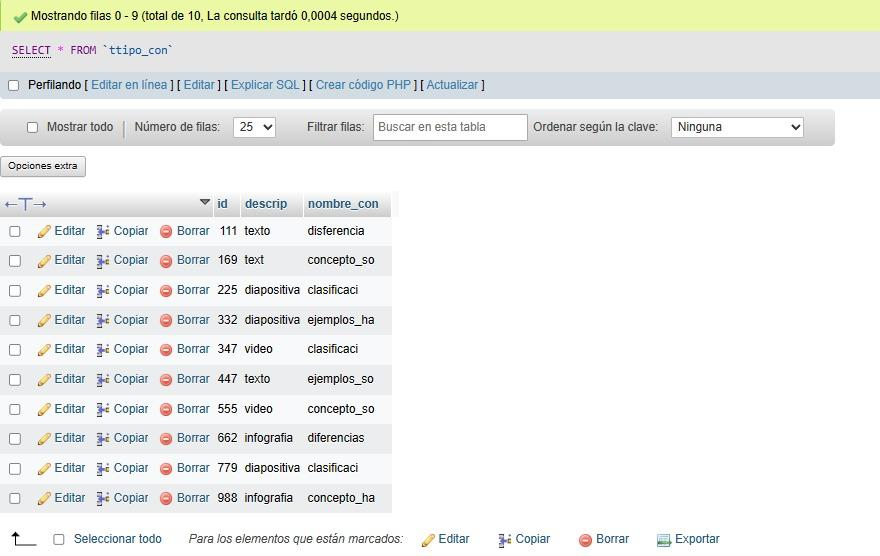 Mostrando filas 0 - 9 (total de 10, La consulta tardó 0,0004 segundos.)
SELECT * FROM `ttipo_con`
Perfilando [ Editar en línea ] [ Editar ] [ Explicar SQL ] [ Crear código PHP ] [ Actualizar ]
Mostrar todo | Número de filas: 25 Filtrar filas: Buscar en esta tabla Ordenar según la clave: Ninguna
Opciones extra
←T→ id descrip nombre_con
Editar Copiar Borrar 111 texto disferencia
Editar Copiar Borrar 169 text concepto_so
Editar Copiar Borrar 225 diapositiva clasificaci
Editar Copiar Borrar 332 diapositiva ejemplos_ha
Editar Copiar Borrar 347 video clasificaci
Editar Copiar Borrar 447 texto ejemplos_so
Editar Copiar Borrar 555 video concepto_so
Editar Copiar Borrar 662 infografia diferencias
Editar Copiar Borrar 779 diapositiva clasificaci
Editar Copiar Borrar 988 infografia concepto_ha
Seleccionar todo Para los elementos que están marcados: Editar Copiar Borrar Exportar